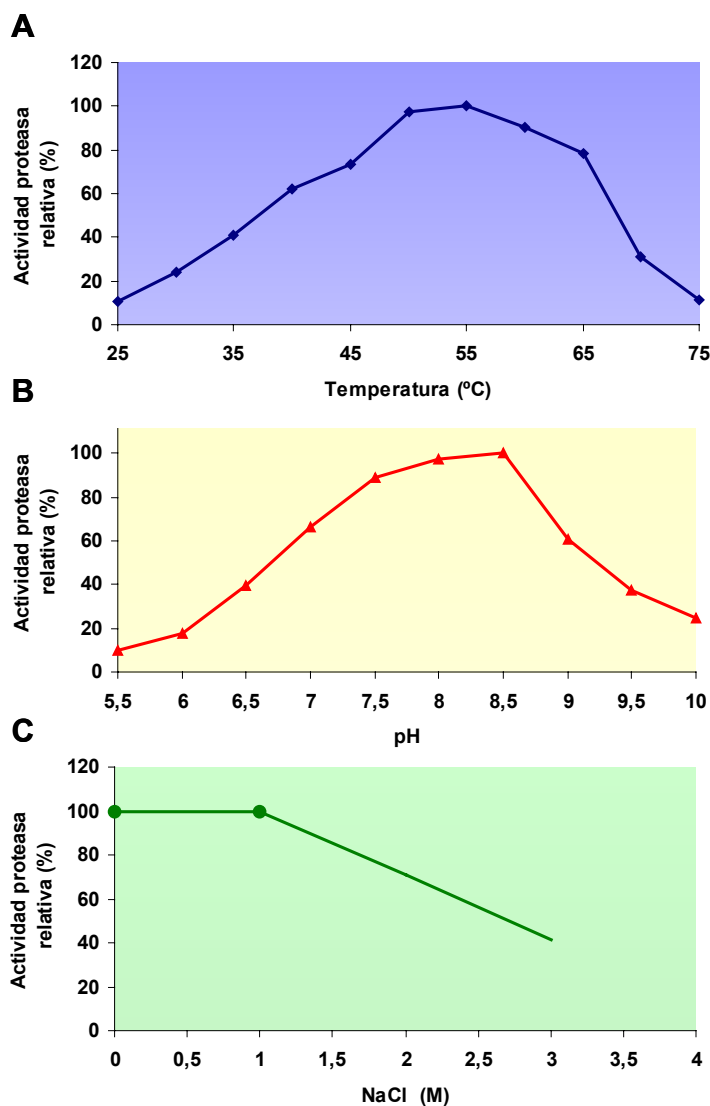 A
Actividad proteasa
relativa (%)
120
100
80
60
40
20
0
25 35 45 55 65 75
Temperatura (ºC)
B
Actividad proteasa
relativa (%)
100
80
60
40
20
0
5,5 6 6,5 7 7,5 8 8,5 9 9,5 10
pH
C
Actividad proteasa
relativa (%)
120
100
80
60
40
20
0
0 0,5 1 1,5 2 2,5 3 3,5 4
NaCl (M)